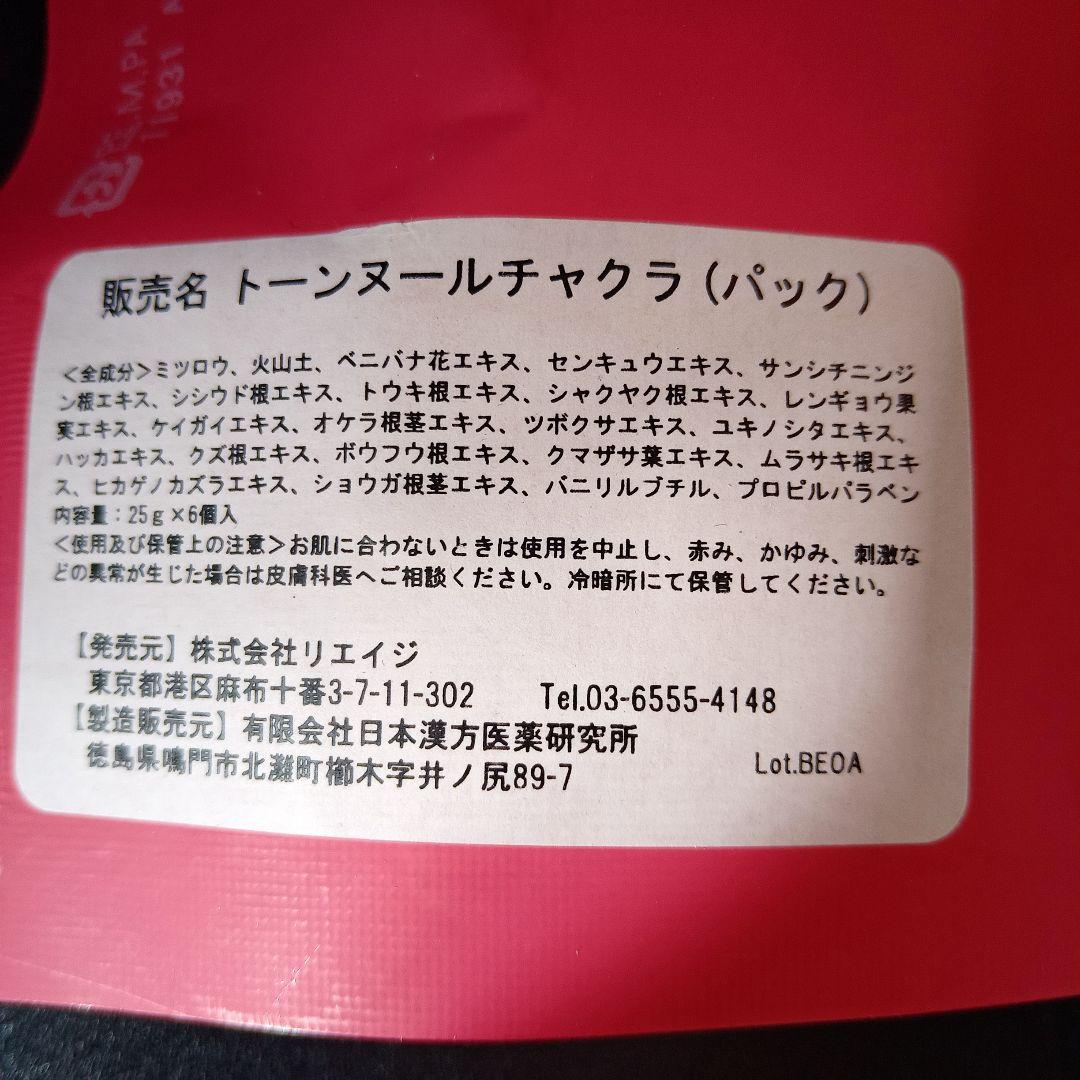 M.PA
11931
販売名 トーンヌールチャクラ(パック)
<全成分>ミツロウ、火山土、ベニバナ花エキス、センキュウエキス、サンシチニンジ
ン根エキス、シシウド根エキス、トウキ根エキス、シャクヤク根エキス、レンギョウ果
実エキス、ケイガイエキス、オケラ根茎エキス、ツボクサエキス、ユキノシタエキス、
ハッカエキス、クズ根エキス、ボウフウ根エキス、クマザサ葉エキス、ムラサキ根エキ
ス、ヒカゲノカズラエキス、ショウガ根茎エキス、バニリルブチル、プロピルパラベン
内容量:25g×6個入
<使用及び保管上の注意>お肌に合わないときは使用を中止し、赤み、かゆみ、刺激な
どの異常が生じた場合は皮膚科医へご相談ください。冷暗所にて保管してください。
【発売元】株式会社リエイジ
東京都港区麻布十番3-7-11-302 Tel.03-6555-4148
【製造販売元】有限会社日本漢方医薬研究所
徳島県鳴門市北灘町櫛木字井ノ尻89-7 Lot.BEOA